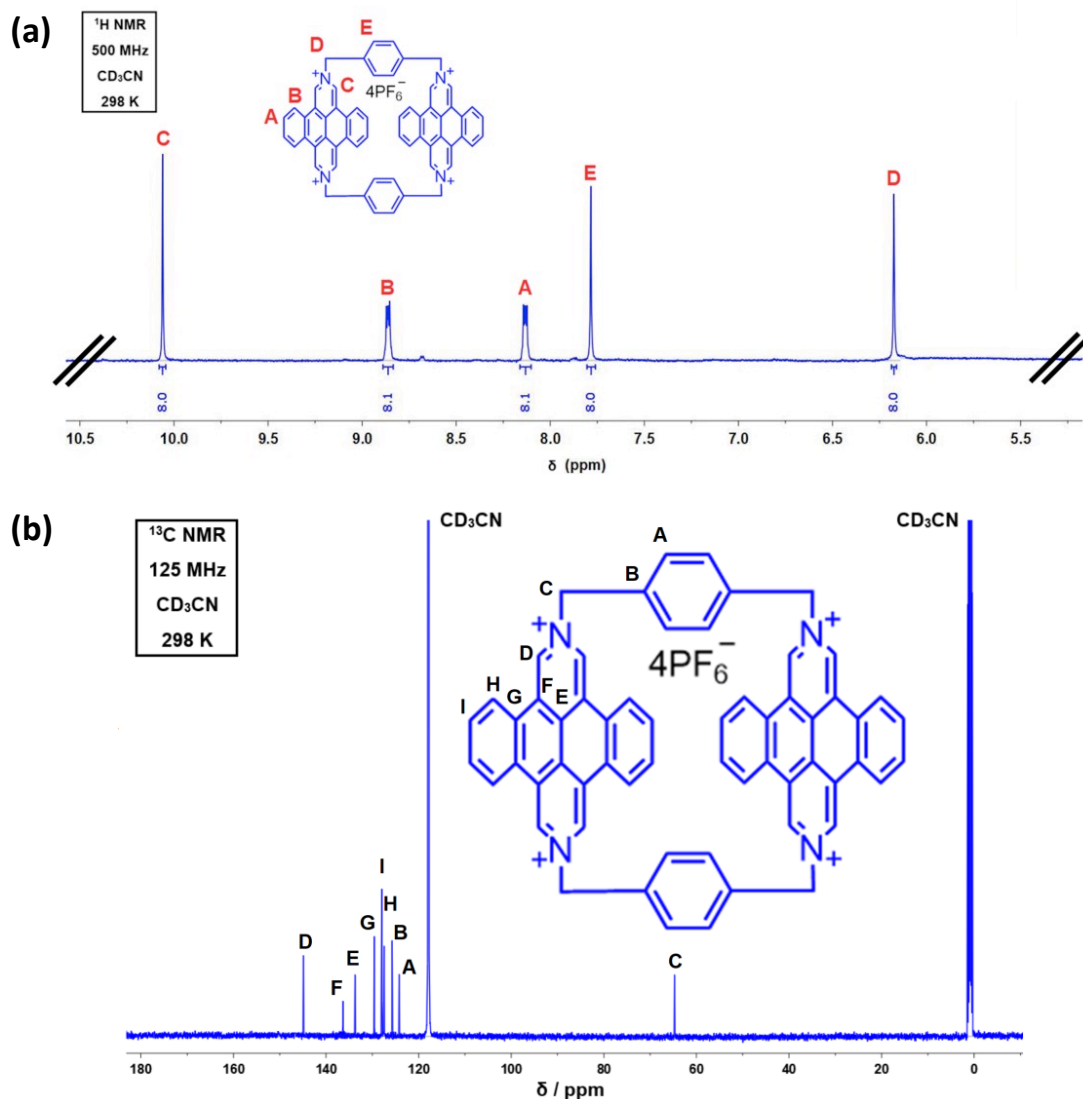 (a)
¹H NMR
500 MHz
CD₃CN
298 K
E
D
N⁺ N⁺
C
4PF₆⁻
B
A
N⁺ N⁺
C
B
A
E
D
8.0
8.1
8.1
8.0
8.0
10.5 10.0 9.5 9.0 8.5 8.0 7.5 7.0 6.5 6.0 5.5
δ (ppm)
(b)
¹³C NMR
125 MHz
CD₃CN
298 K
CD₃CN
CD₃CN
A
B
C
N⁺ N⁺
D
4PF₆⁻
H
G
F
E
I
N⁺ N⁺
D
F
E
G
I
H
B
A
C
180 160 140 120 100 80 60 40 20 0
δ / ppm